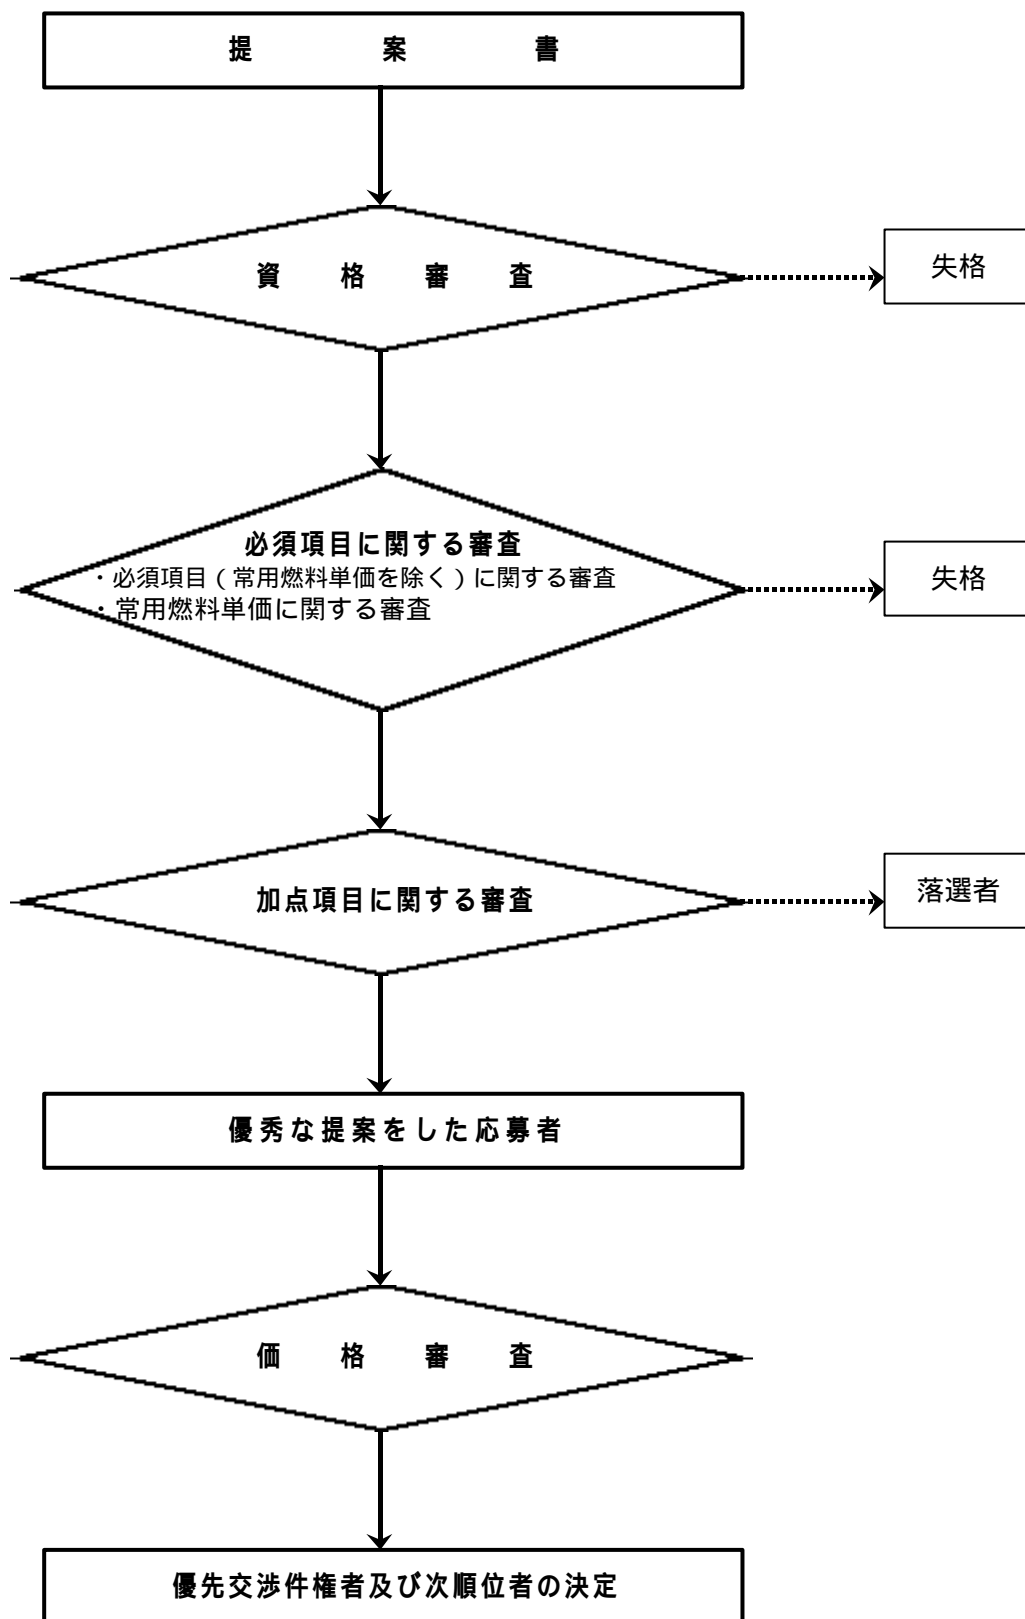 提案書
資格審査
失格
必須項目に関する審査
・必須項目（常用燃料単価を除く）に関する審査
・常用燃料単価に関する審査
失格
加点項目に関する審査
落選者
優秀な提案をした応募者
価格審査
優先交渉件権者及び次順位者の決定